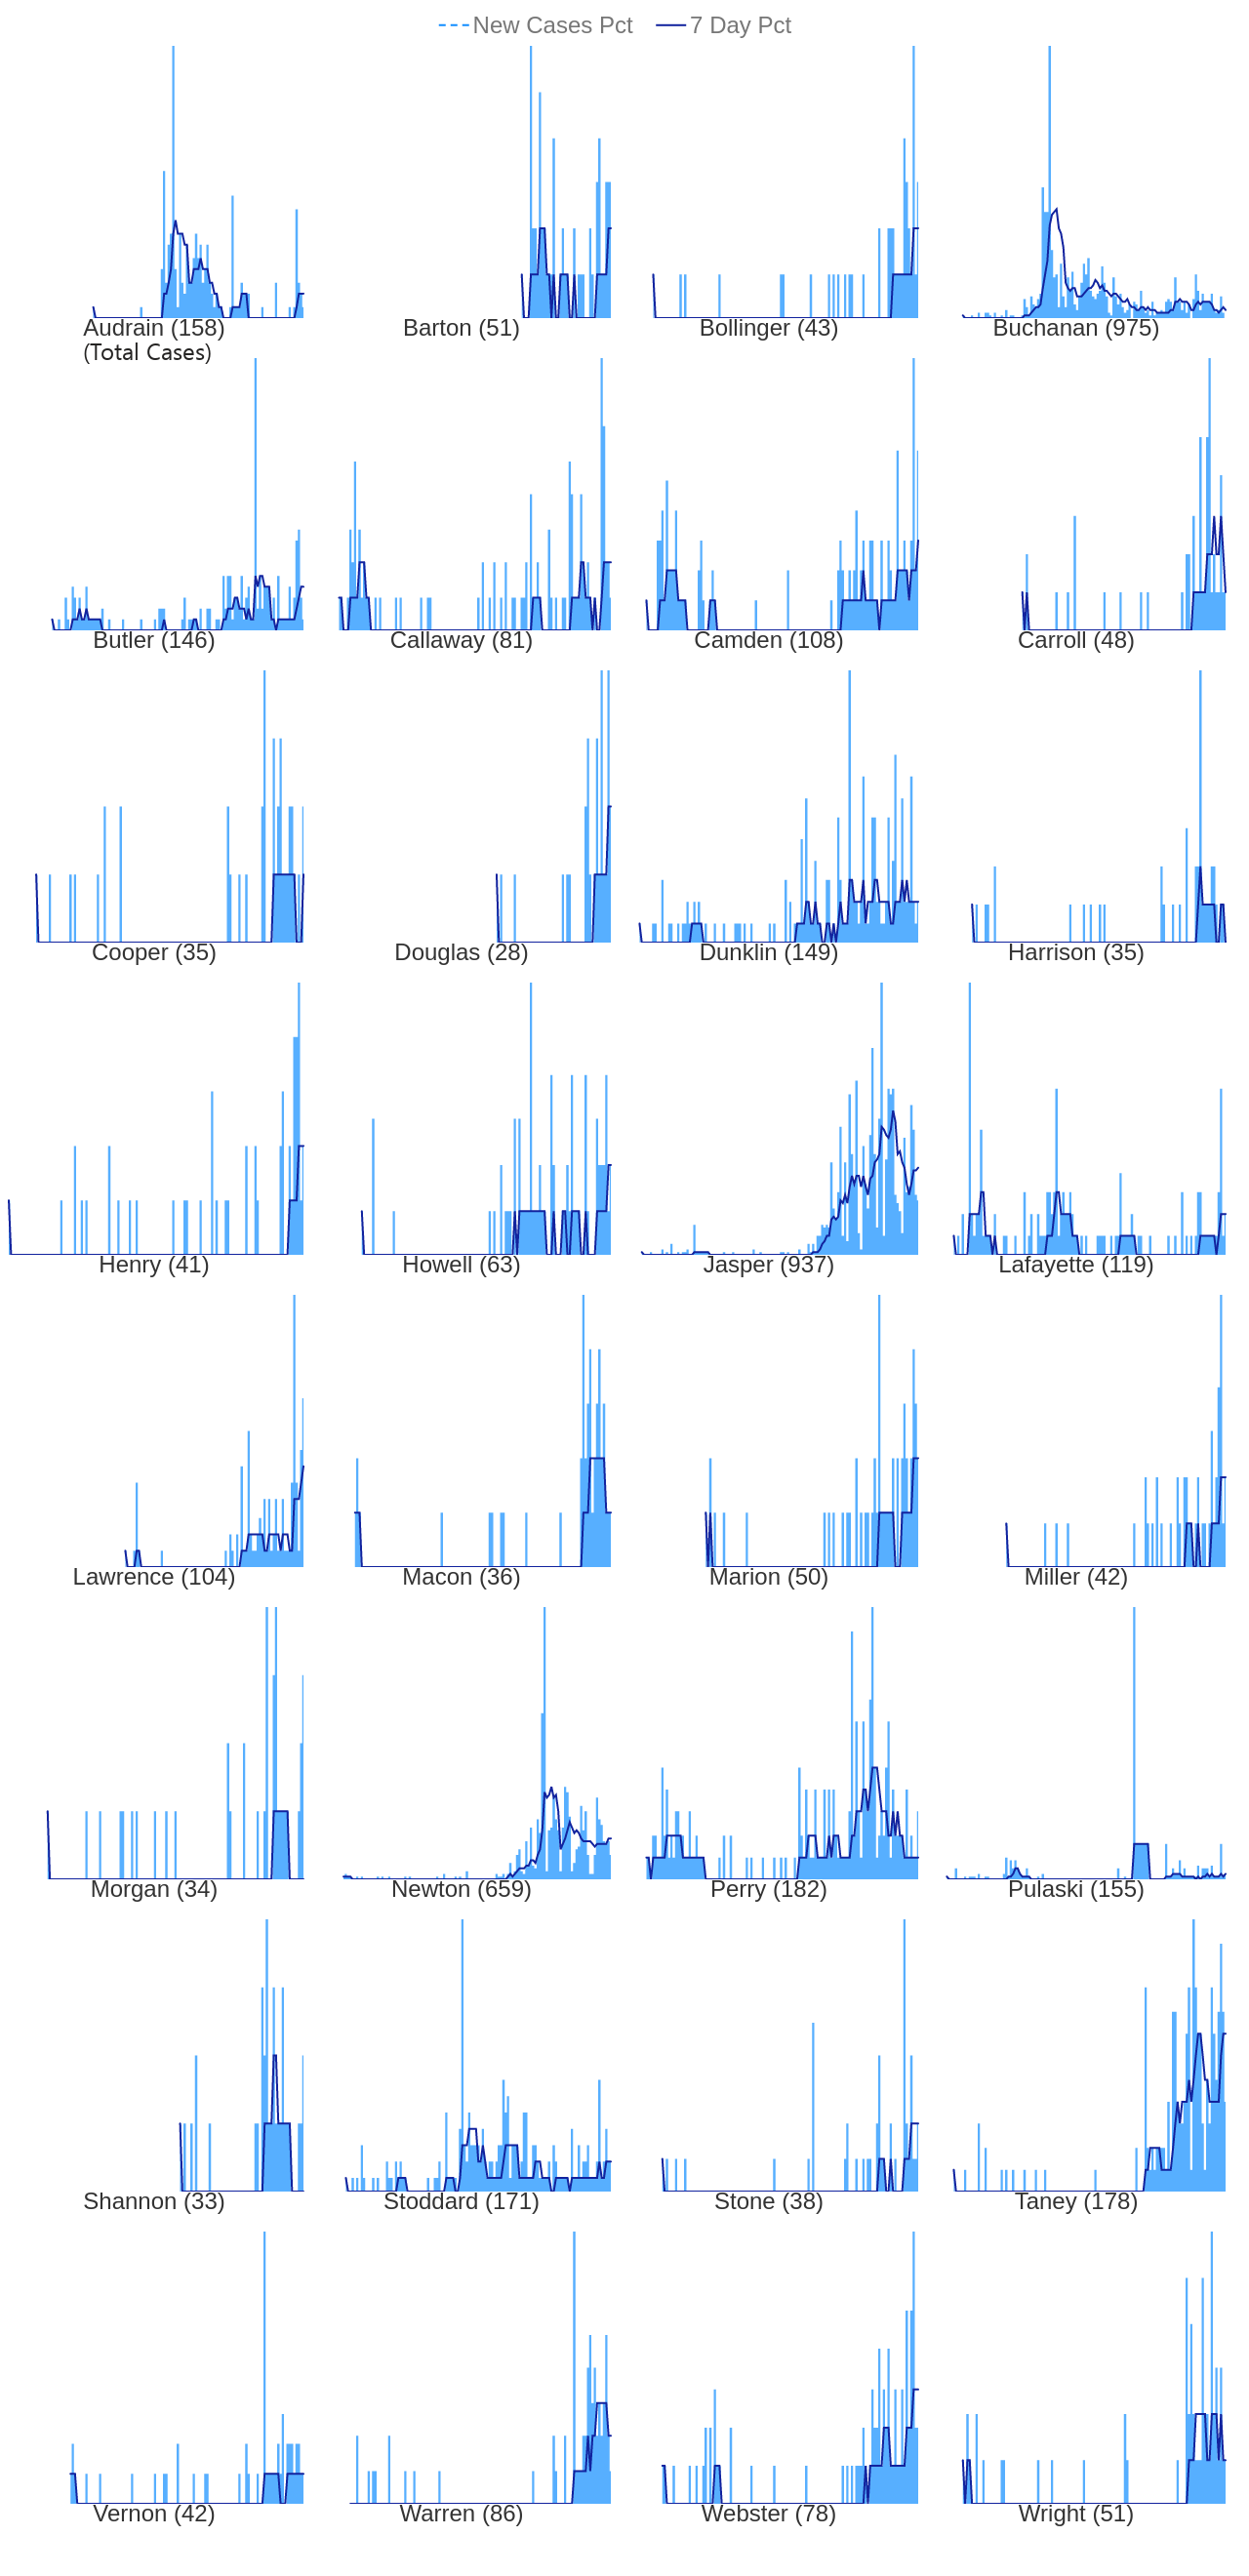 New Cases Pct 7 Day Pct
Audrain (158) Barton (51) Bollinger (43) Buchanan (975)
(Total Cases)
Butler (146) Callaway (81) Camden (108) Carroll (48)
Cooper (35) Douglas (28) Dunklin (149) Harrison (35)
Henry (41) Howell (63) Jasper (937) Lafayette (119)
Lawrence (104) Macon (36) Marion (50) Miller (42)
Morgan (34) Newton (659) Perry (182) Pulaski (155)
Shannon (33) Stoddard (171) Stone (38) Taney (178)
Vernon (42) Warren (86) Webster (78) Wright (51)